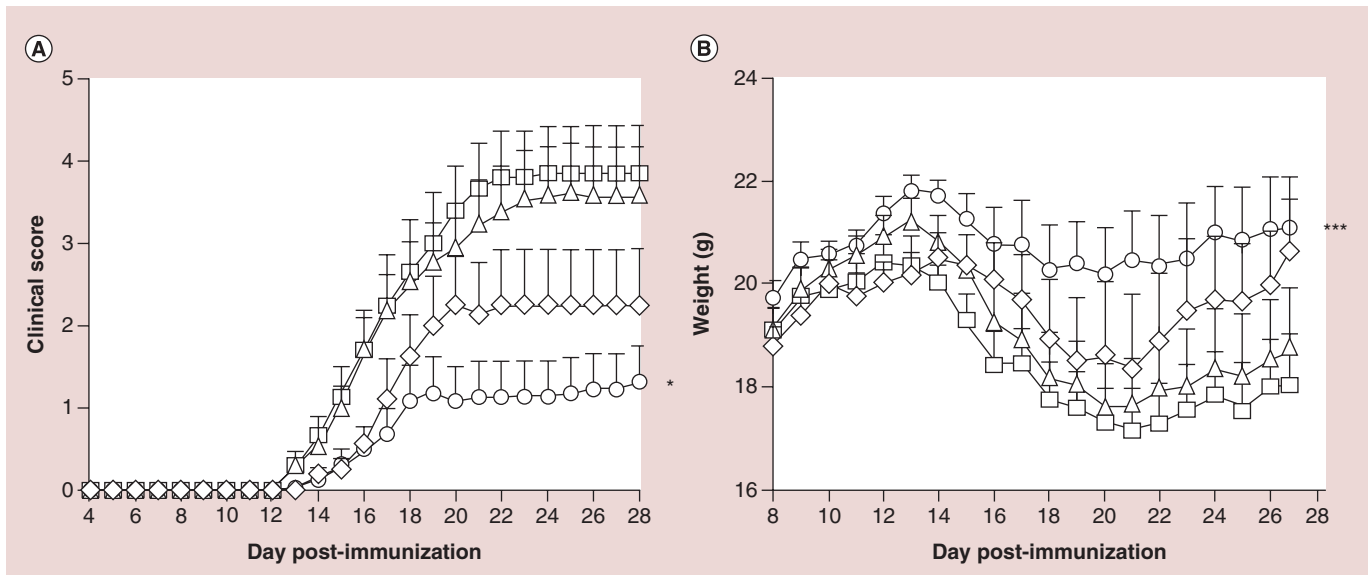 A
5
4
3
2
1
0
Clinical score
4 6 8 10 12 14 16 18 20 22 24 26 28
Day post-immunization
*
B
24
22
20
18
16
Weight (g)
8 10 12 14 16 18 20 22 24 26 28
Day post-immunization
***